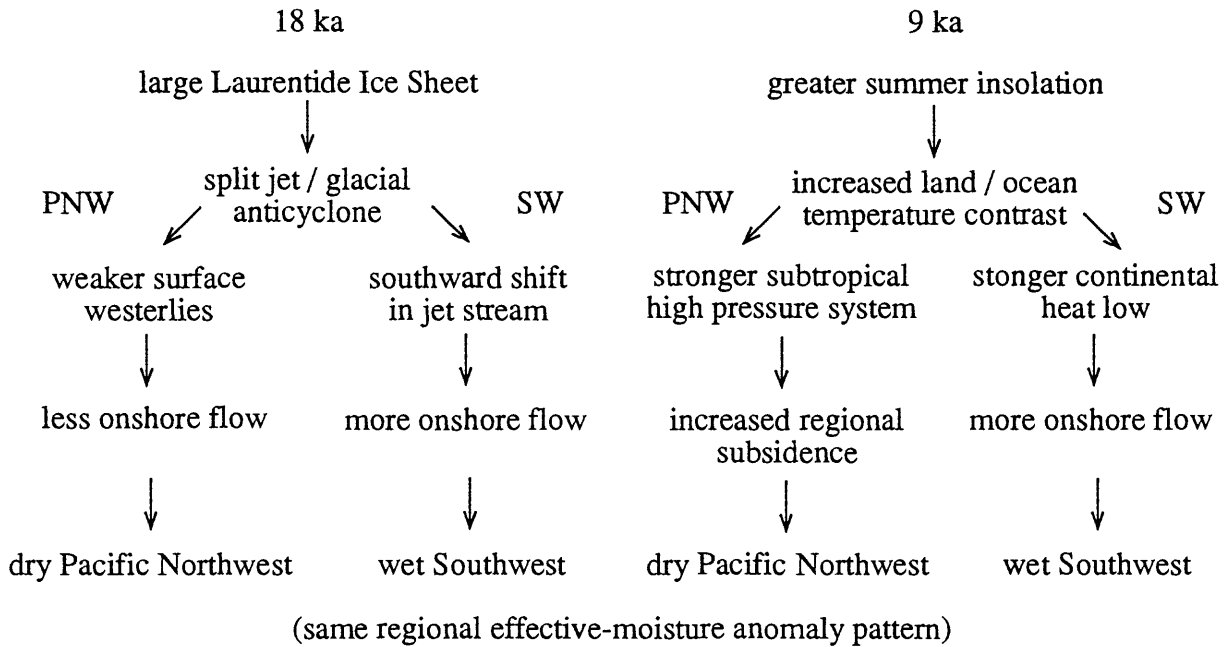 18 ka
large Laurentide Ice Sheet
PNW
split jet / glacial
anticyclone
SW
weaker surface
westerlies
southward shift
in jet stream
less onshore flow
more onshore flow
dry Pacific Northwest
wet Southwest
9 ka
greater summer insolation
PNW
increased land / ocean
temperature contrast
SW
stronger subtropical
high pressure system
stonger continental
heat low
increased regional
subsidence
more onshore flow
dry Pacific Northwest
wet Southwest
(same regional effective-moisture anomaly pattern)